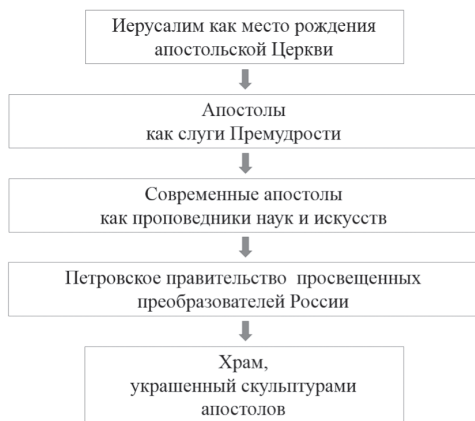 Иерусалим как место рождения
апостольской Церкви
Апостолы
как слуги Премудрости
Современные апостолы
как проповедники наук и искусств
Петровское правительство просвещенных
преобразователей России
Храм,
украшенный скульптурами
апостолов